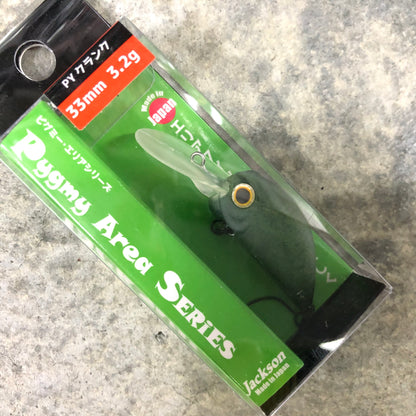 PYクランク
33mm 3.2g
Made in
Japan
ピグミー・エリアシリーズ
Pygmy Area SERiES
Jackson
Made in Japan